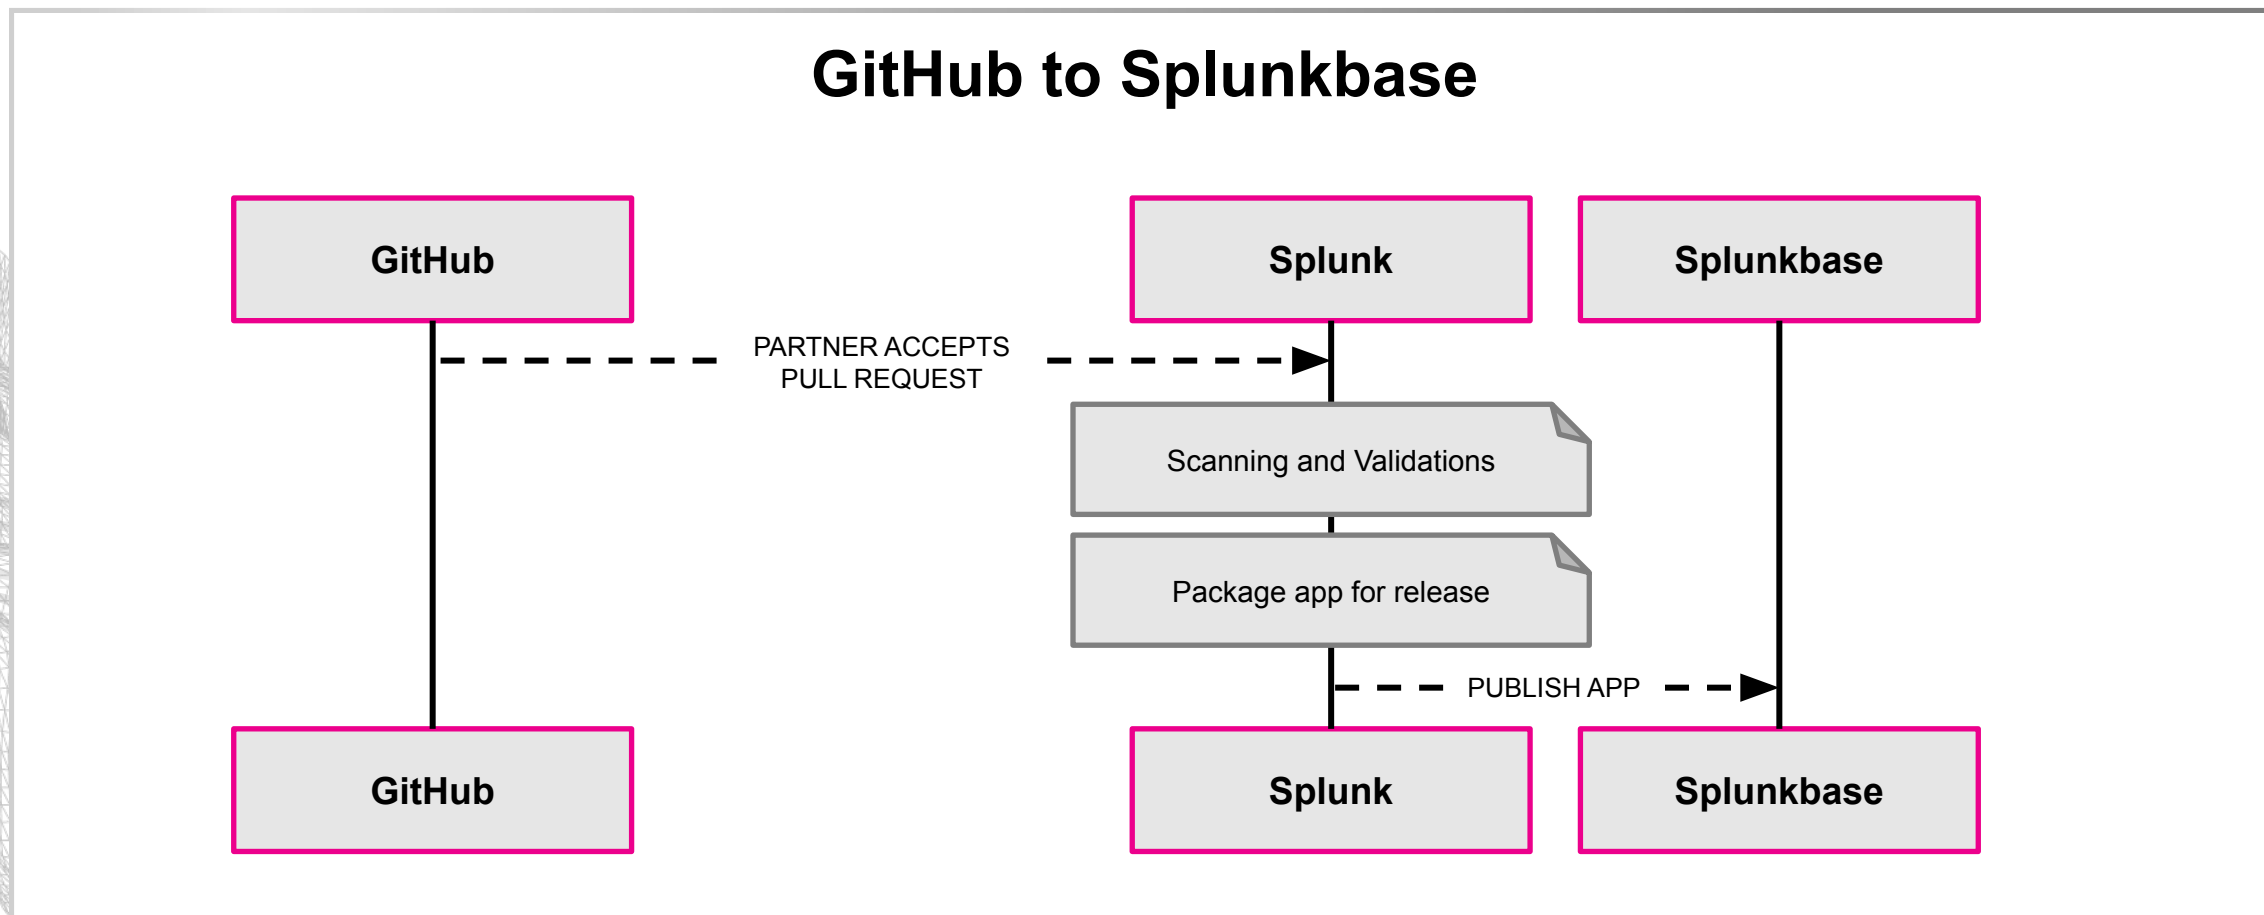 GitHub to Splunkbase
GitHub
Splunk
Splunkbase
PARTNER ACCEPTS
PULL REQUEST
Scanning and Validations
Package app for release
PUBLISH APP
GitHub
Splunk
Splunkbase